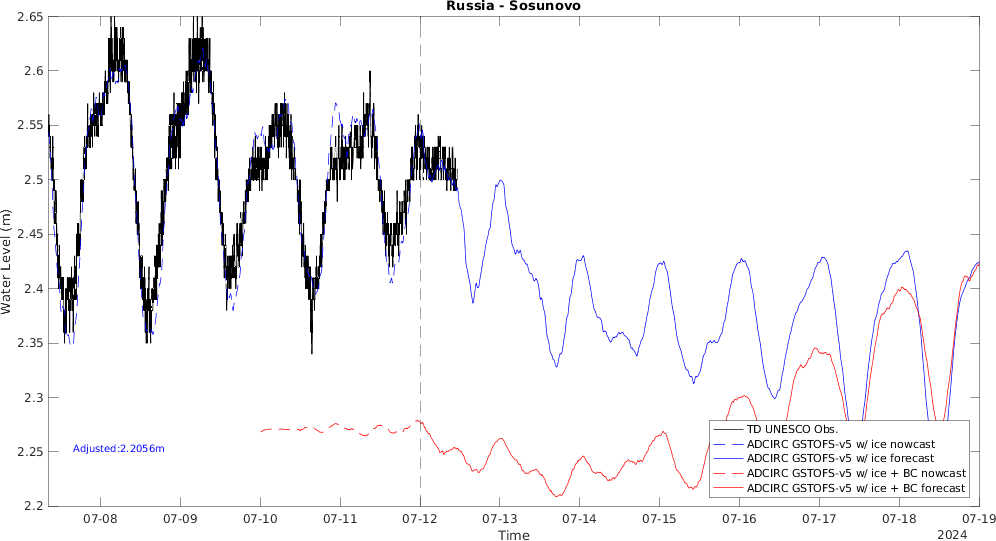 Russia - Sosunovo
Water Level (m)
2.65
2.6
2.55
2.5
2.45
2.4
2.35
2.3
2.25
2.2
Adjusted:2.2056m
TD UNESCO Obs.
ADCIRC GSTOFS-v5 w/ ice nowcast
ADCIRC GSTOFS-v5 w/ ice forecast
ADCIRC GSTOFS-v5 w/ ice + BC nowcast
ADCIRC GSTOFS-v5 w/ ice + BC forecast
07-08 07-09 07-10 07-11 07-12 07-13 07-14 07-15 07-16 07-17 07-18 07-19
Time
2024